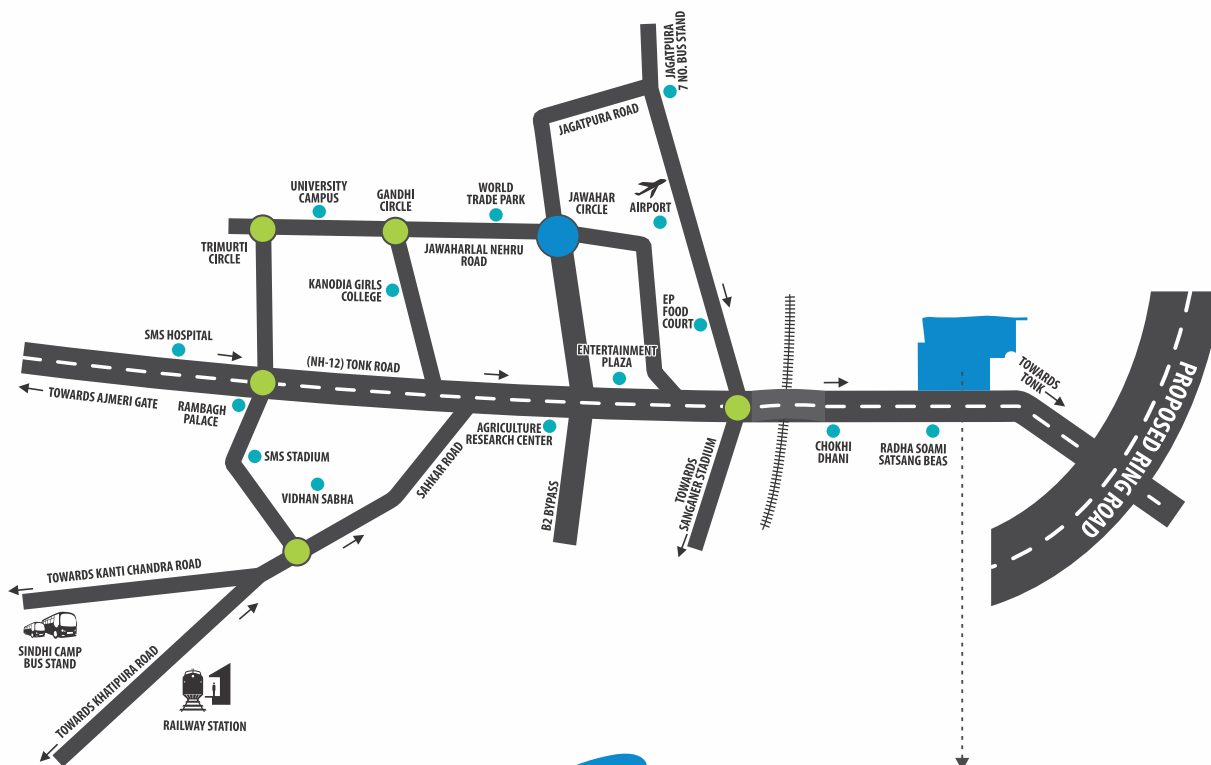 JAGATPURA
7 NO. BUS STAND
JAGATPURA ROAD
UNIVERSITY
CAMPUS
GANDHI
CIRCLE
WORLD
TRADE PARK
JAWAHAR
CIRCLE
AIRPORT
TRIMURTI
CIRCLE
JAWAHARLAL NEHRU
ROAD
KANODIA GIRLS
COLLEGE
EP
FOOD
COURT
SMS HOSPITAL
(NH-12) TONK ROAD
ENTERTAINMENT
PLAZA
TOWARDS
TONK
PROPOSED RING ROAD
TOWARDS AJMERI GATE
RAMBAGH
PALACE
AGRICULTURE
RESEARCH CENTER
CHOKHI
DHANI
RADHA SOAMI
SATSANG BEAS
SMS STADIUM
VIDHAN SABHA
SAHKAR ROAD
B2 BYPASS
TOWARDS
SANGANER STADIUM
TOWARDS KANTI CHANDRA ROAD
SINDHI CAMP
BUS STAND
TOWARDS KHATIPURA ROAD
RAILWAY STATION